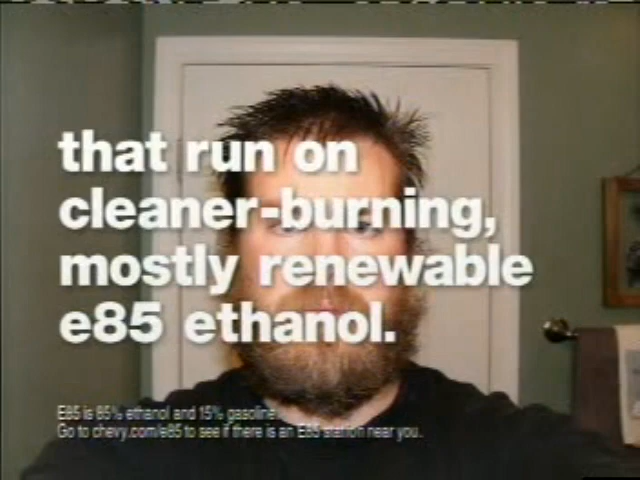 that run on
cleaner-burning,
mostly renewable
e85 ethanol.
E85 is 85% ethanol and 15% gasoline.
Go to chevy.com/e85 to see if there is an E85 station near you.